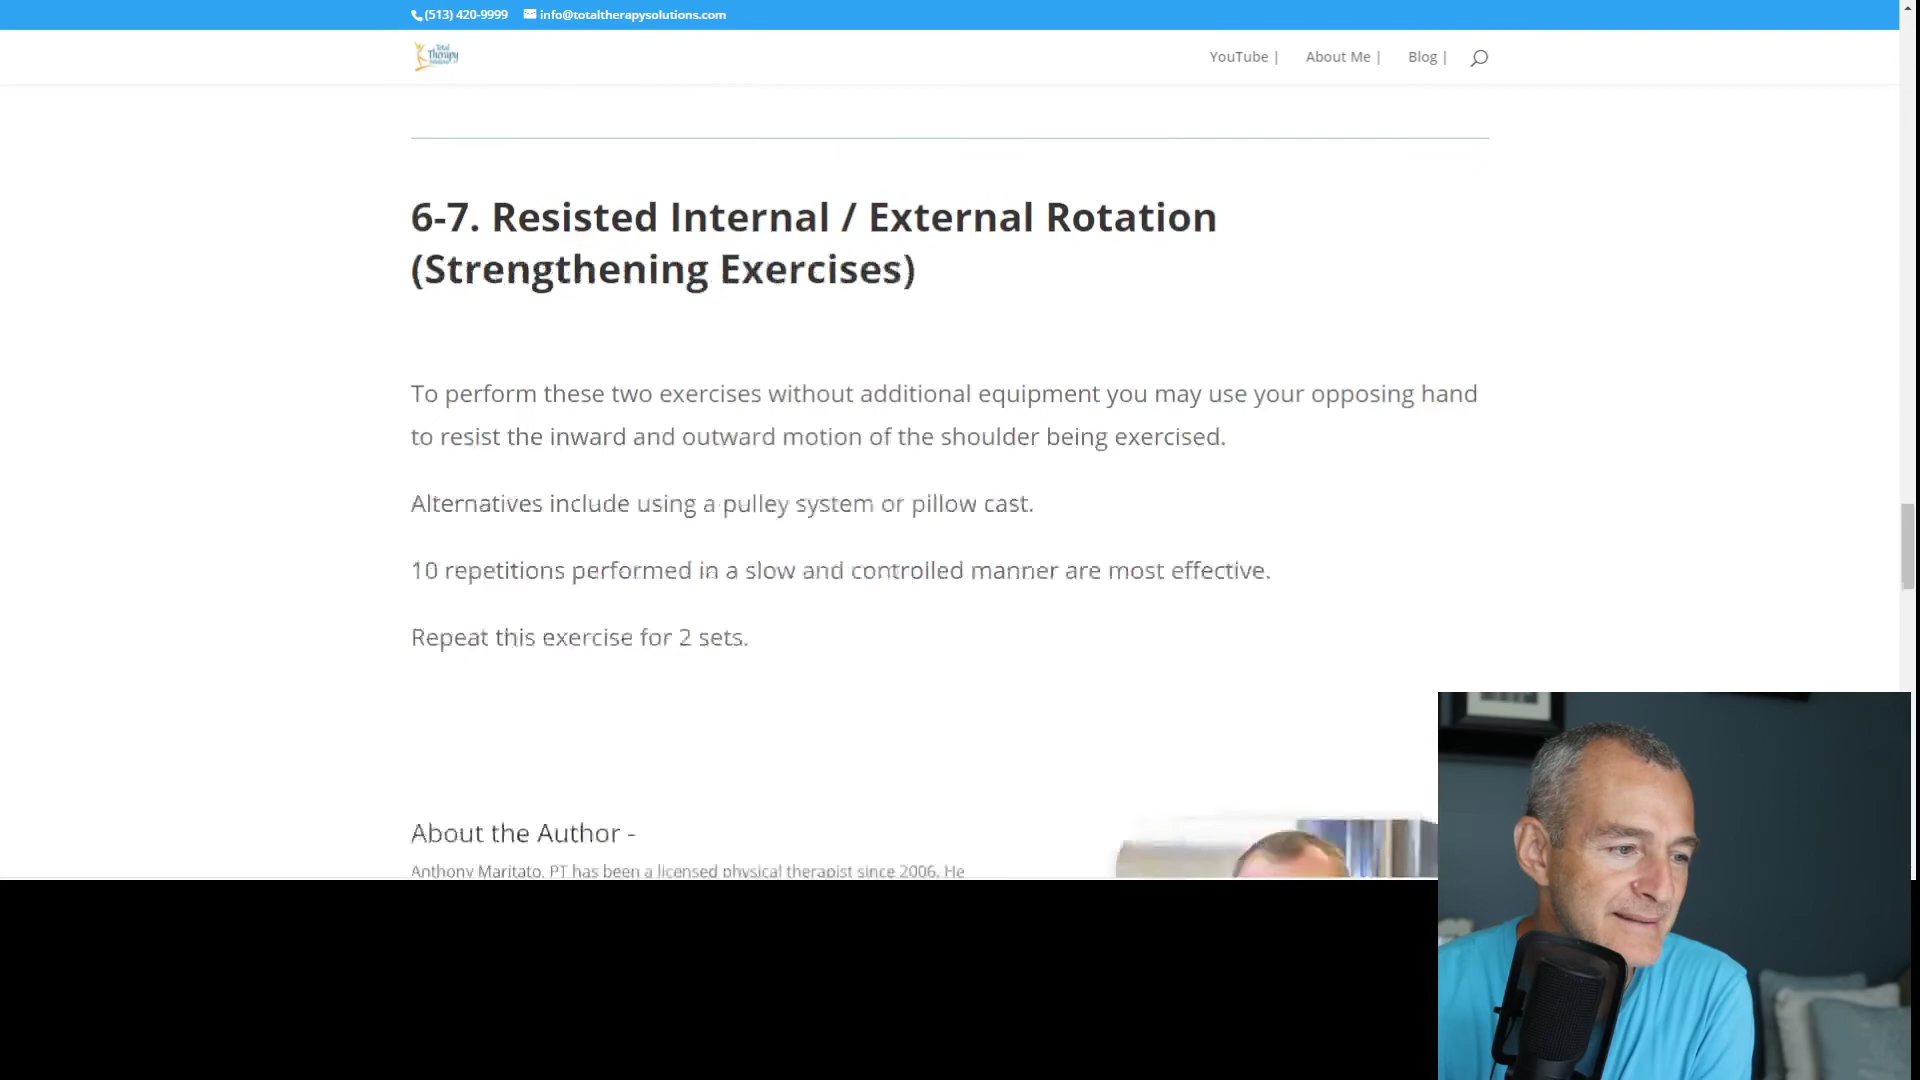 (513) 420-9999 info@totaltherapysolutions.com
Total
Therapy
YouTube | About Me | Blog |
6-7. Resisted Internal / External Rotation
(Strengthening Exercises)
To perform these two exercises without additional equipment you may use your opposing hand
to resist the inward and outward motion of the shoulder being exercised.
Alternatives include using a pulley system or pillow cast.
10 repetitions performed in a slow and controlled manner are most effective.
Repeat this exercise for 2 sets.
About the Author -
Anthony Maritato, PT has been a licensed physical therapist since 2006. He